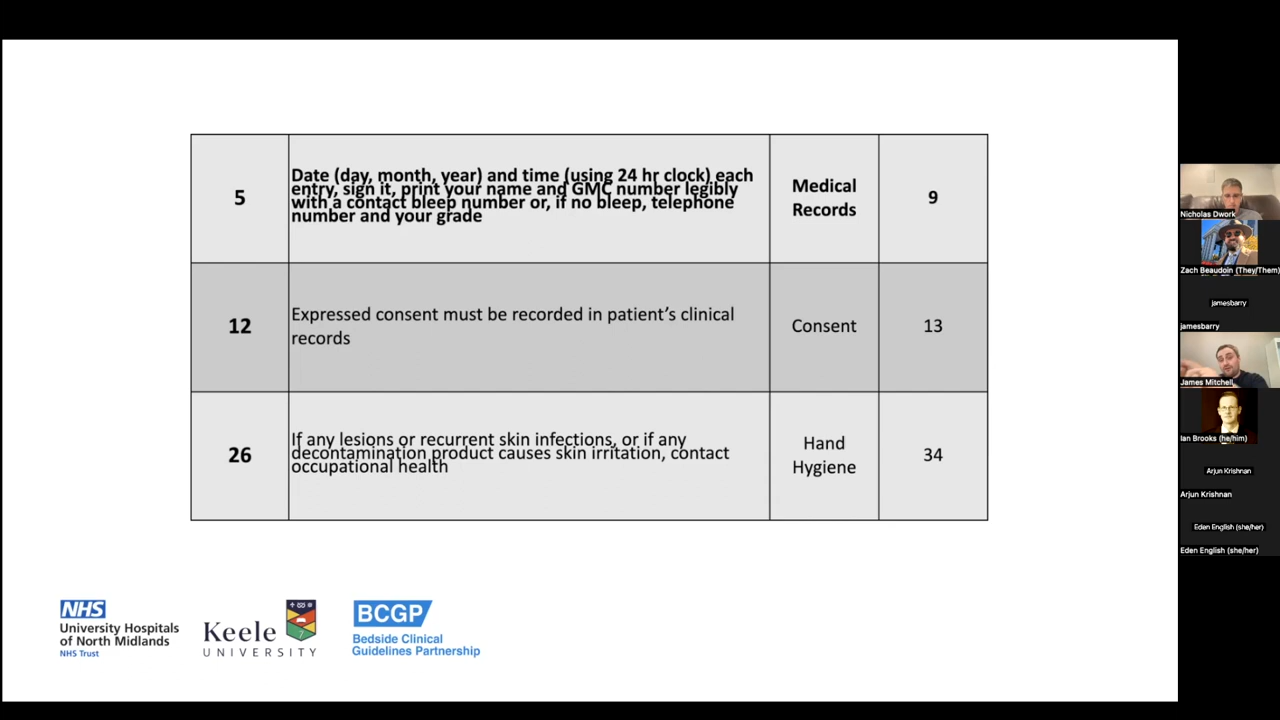 5
Date (day, month, year) and time (using 24 hr clock) each
entry, sign it, print your name and GMC number legibly
with a contact bleep number or, if no bleep, telephone
number and your grade
Medical
Records
9
12
Expressed consent must be recorded in patient's clinical
records
Consent
13
26
If any lesions or recurrent skin infections, or if any
decontamination product causes skin irritation, contact
occupational health
Hand
Hygiene
34
NHS
University Hospitals
of North Midlands
NHS Trust
Keele
UNIVERSITY
BCGP
Bedside Clinical
Guidelines Partnership
Nicholas Dwork
Zach Beaudoin (They/Them)
jamesbarry
jamesbarry
James Mitchell
Ian Brooks (he/him)
Arjun Krishnan
Arjun Krishnan
Eden English (she/her)
Eden English (she/her)